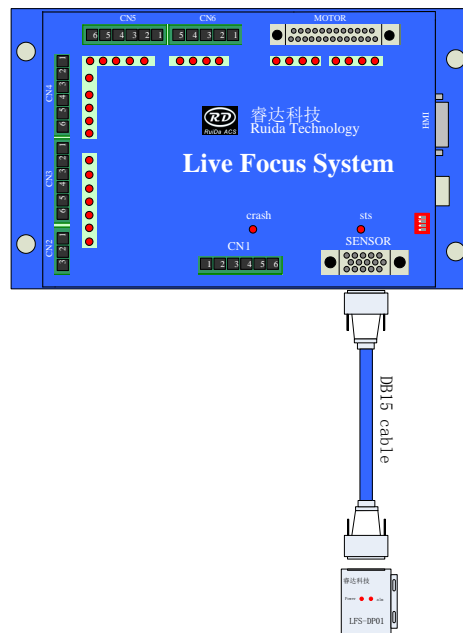 CN5 CN6 MOTOR
6 5 4 3 2 1 5 4 3 2 1
CN4
1 2 3 4 5 6
RD
RuiDa ACS
睿达科技
Ruida Technology
HMI
Live Focus System
CN3
1 2 3 4 5 6
crash sts
CN2
1 2 3
CN1 SENSOR
1 2 3 4 5 6
DB15 cable
睿达科技
Power
LFS-DP01